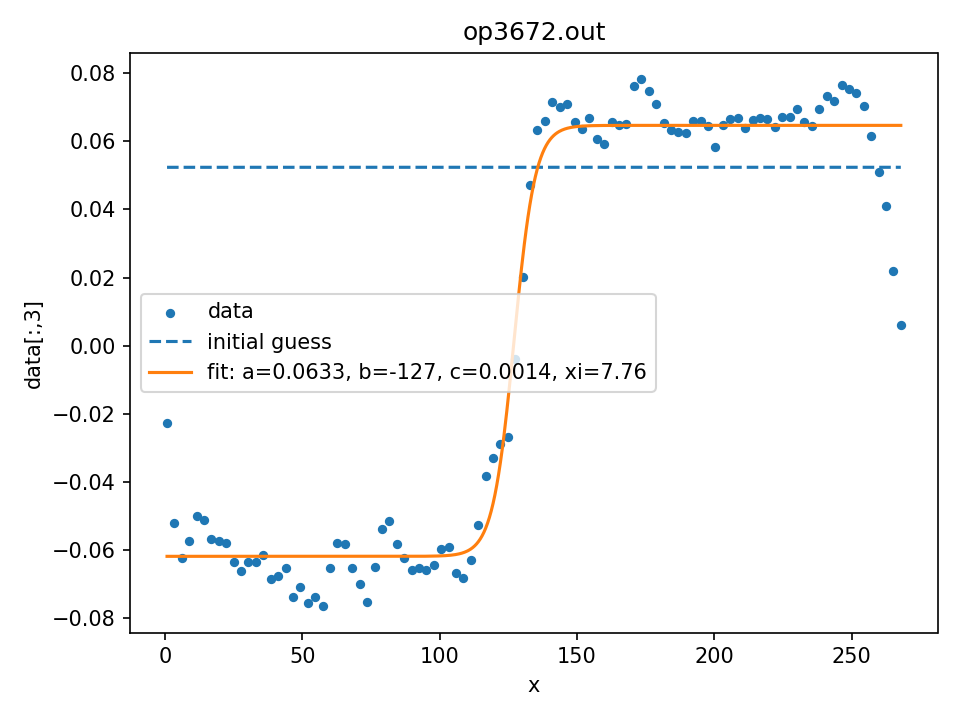 op3672.out
0.08
0.06
0.04
0.02
0.00
−0.02
−0.04
−0.06
−0.08
data[:,3]
data
initial guess
fit: a=0.0633, b=-127, c=0.0014, xi=7.76
0 50 100 150 200 250
x